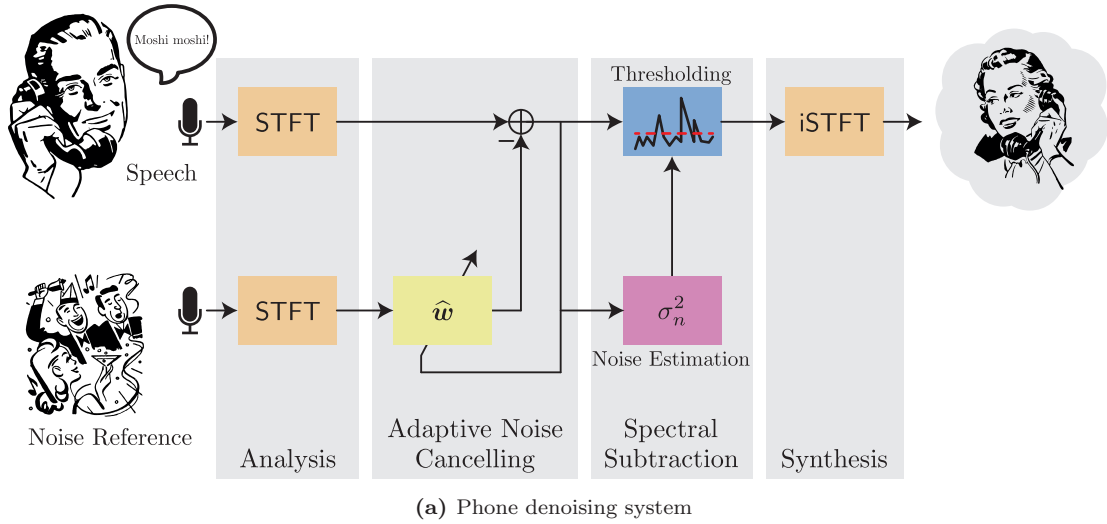 Moshi moshi!
Speech
STFT
−
Thresholding
iSTFT
STFT
ŵ
σ²ₙ
Noise Estimation
Noise Reference
Analysis
Adaptive Noise
Cancelling
Spectral
Subtraction
Synthesis
(a) Phone denoising system